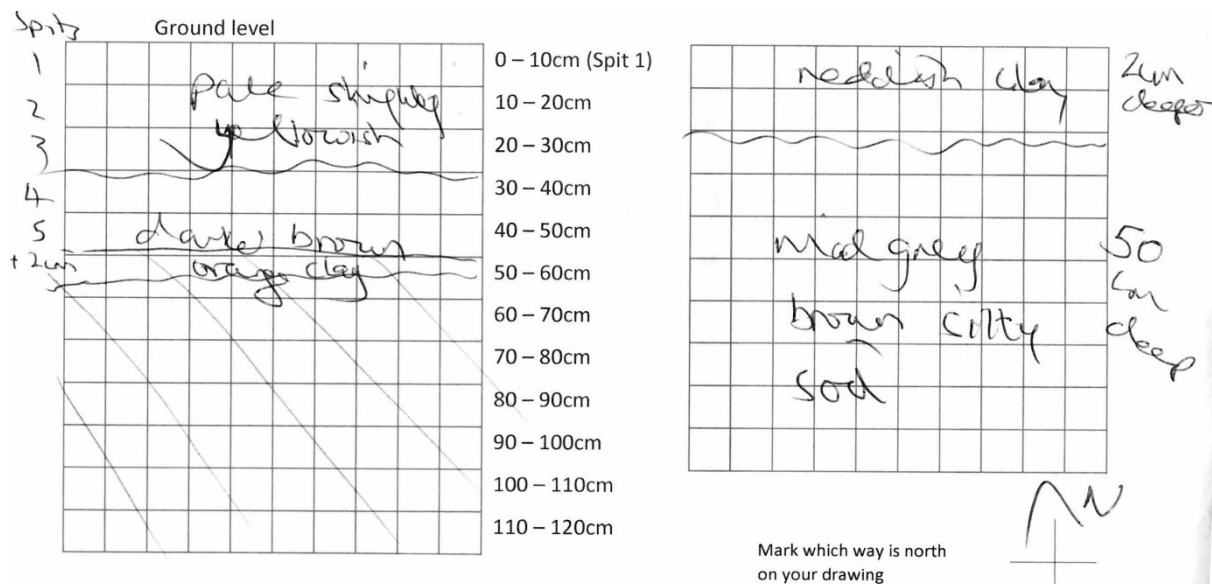 Spits
Ground level
1
2
3
4
5
+ 2cm
pale
yellowish
dark brown
orange clay
0 – 10cm (Spit 1)
10 – 20cm
20 – 30cm
30 – 40cm
40 – 50cm
50 – 60cm
60 – 70cm
70 – 80cm
80 – 90cm
90 – 100cm
100 – 110cm
110 – 120cm
reddish clay
2cm
deeper
mid grey
brown cilty
50
cm
deep
N
Mark which way is north
on your drawing